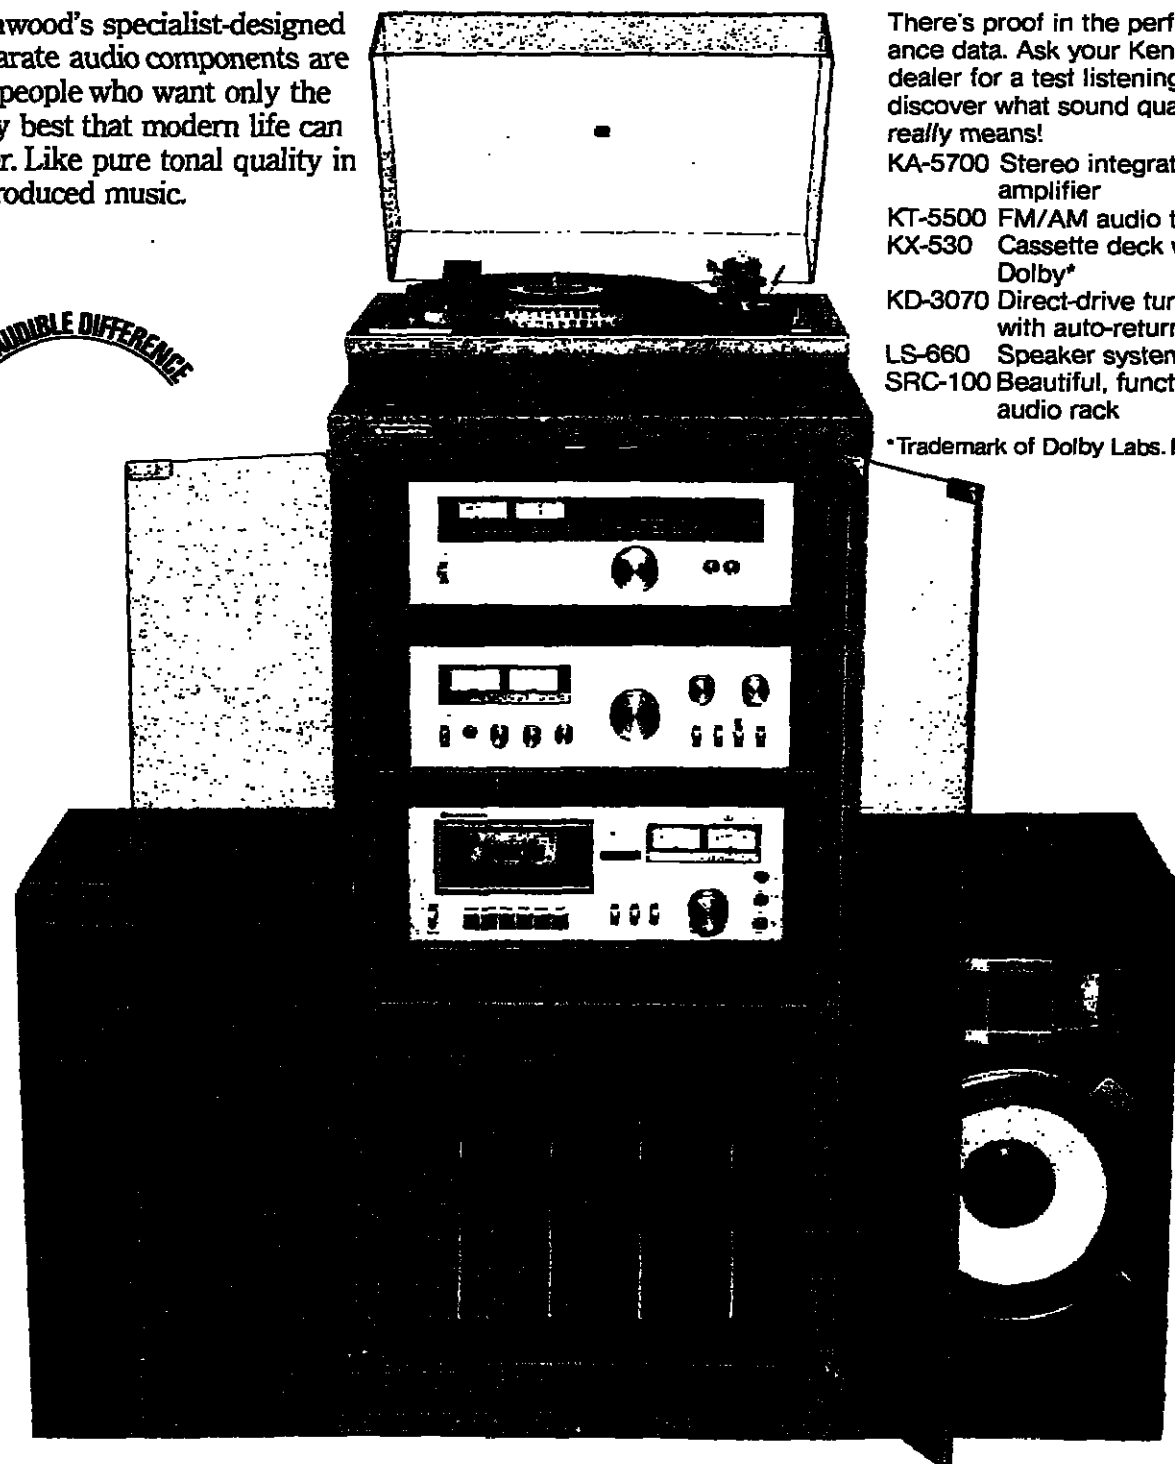 nwood's specialist-designed
arate audio components are
people who want only the
y best that modern life can
r. Like pure tonal quality in
roduced music.
AUDIBLE DIFFERENCE
There's proof in the perf
ance data. Ask your Ken
dealer for a test listening
discover what sound qua
really means!
KA-5700 Stereo integrat
amplifier
KT-5500 FM/AM audio t
KX-530 Cassette deck w
Dolby*
KD-3070 Direct-drive tur
with auto-return
LS-660 Speaker system
SRC-100 Beautiful, funct
audio rack
*Trademark of Dolby Labs. I